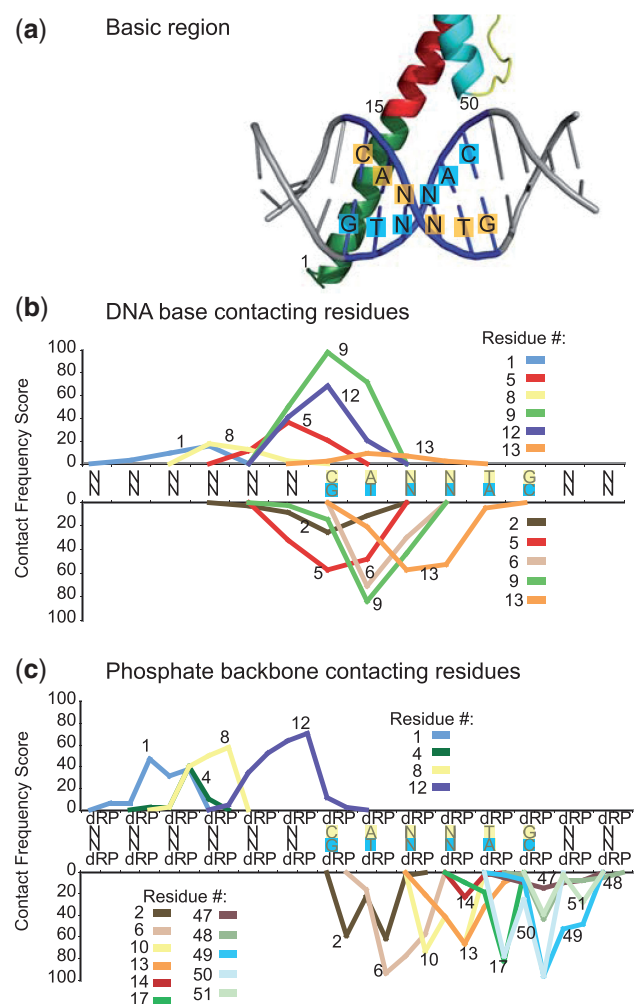 (a) Basic region
15
50
C
A
N
N
A
C
G
T
N
N
T
G
1
(b) DNA base contacting residues
Contact Frequency Score
100
80
60
40
20
0
Residue #:
1
5
8
9
12
13
1 8 5 9 12 13
N N N N N N C A N N T G N N
G T N N A C
0
20
40
60
80
100
2 5 6 9 13
2
5
6
9
13
(c) Phosphate backbone contacting residues
Contact Frequency Score
100
80
60
40
20
0
Residue #:
1
4
8
12
1 4 8 12
dRP dRP dRP dRP dRP dRP dRP dRP dRP dRP dRP dRP dRP dRP
N N N N N N C A N N T G N N
G T N N A C
dRP dRP dRP dRP dRP dRP dRP dRP dRP dRP dRP dRP dRP dRP
0
20
40
60
80
100
Residue #:
2 47
6 48
10 49
13 50
14 51
17
2 6 10 13 14 17 50 47 51 49 48